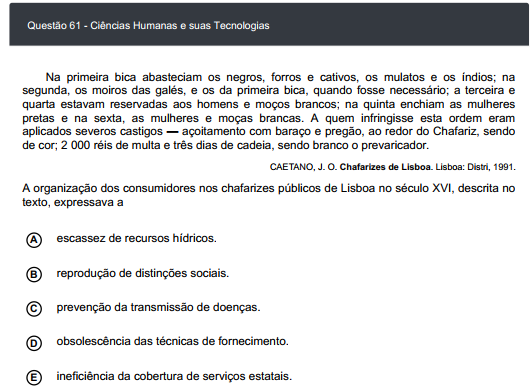 Questão 61 - Ciências Humanas e suas Tecnologias
Na primeira bica abasteciam os negros, forros e cativos, os mulatos e os índios; na
segunda, os moiros das galés, e os da primeira bica, quando fosse necessário; a terceira e
quarta estavam reservadas aos homens e moços brancos; na quinta enchiam as mulheres
pretas e na sexta, as mulheres e moças brancas. A quem infringisse esta ordem eram
aplicados severos castigos — açoitamento com baraço e pregão, ao redor do Chafariz, sendo
de cor; 2 000 réis de multa e três dias de cadeia, sendo branco o prevaricador.
CAETANO, J. O. Chafarizes de Lisboa. Lisboa: Distri, 1991.
A organização dos consumidores nos chafarizes públicos de Lisboa no século XVI, descrita no
texto, expressava a
A escassez de recursos hídricos.
B reprodução de distinções sociais.
C prevenção da transmissão de doenças.
D obsolescência das técnicas de fornecimento.
E ineficiência da cobertura de serviços estatais.